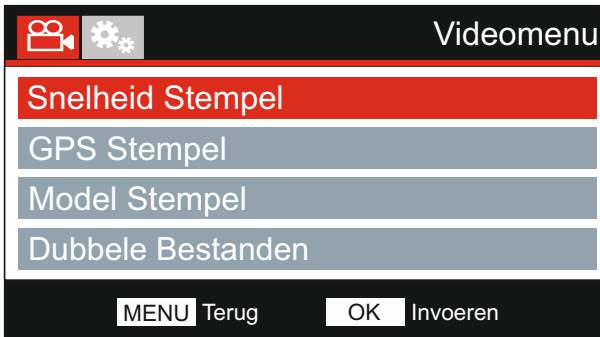 Videomenu
Snelheid Stempel
GPS Stempel
Model Stempel
Dubbele Bestanden
MENU Terug OK Invoeren